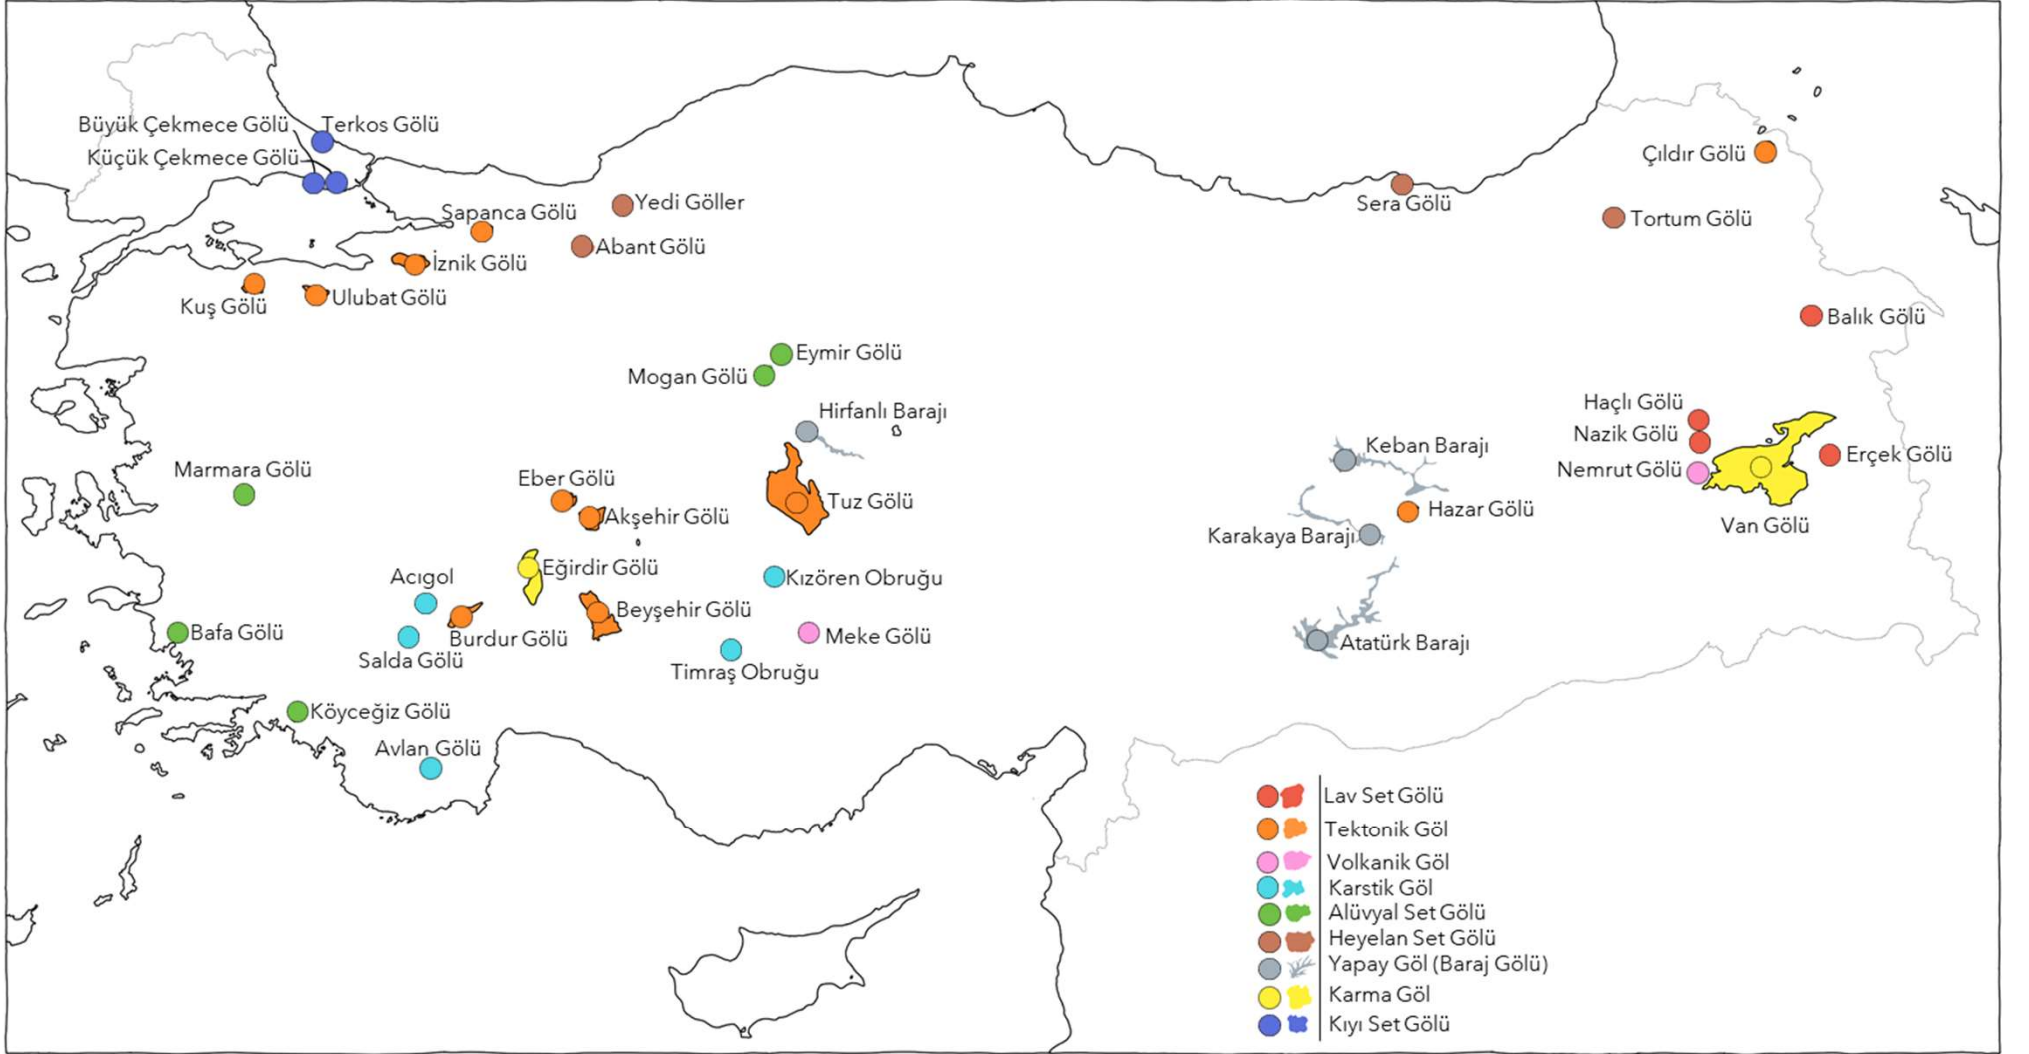 Büyük Çekmece Gölü
Terkos Gölü
Küçük Çekmece Gölü
Çıldır Gölü
Sapanca Gölü
Yedi Göller
Sera Gölü
Tortum Gölü
Abant Gölü
İznik Gölü
Kuş Gölü
Ulubat Gölü
Balık Gölü
Eymir Gölü
Mogan Gölü
Hirfanlı Barajı
Haçlı Gölü
Nazik Gölü
Keban Barajı
Erçek Gölü
Marmara Gölü
Nemrut Gölü
Eber Gölü
Tuz Gölü
Hazar Gölü
Akşehir Gölü
Van Gölü
Karakaya Barajı
Eğirdir Gölü
Acıgol
Kızören Obruğu
Beyşehir Gölü
Bafa Gölü
Burdur Gölü
Meke Gölü
Atatürk Barajı
Salda Gölü
Timraş Obruğu
Köyceğiz Gölü
Avlan Gölü
Lav Set Gölü
Tektonik Göl
Volkanik Göl
Karstik Göl
Alüvyal Set Gölü
Heyelan Set Gölü
Yapay Göl (Baraj Gölü)
Karma Göl
Kıyı Set Gölü